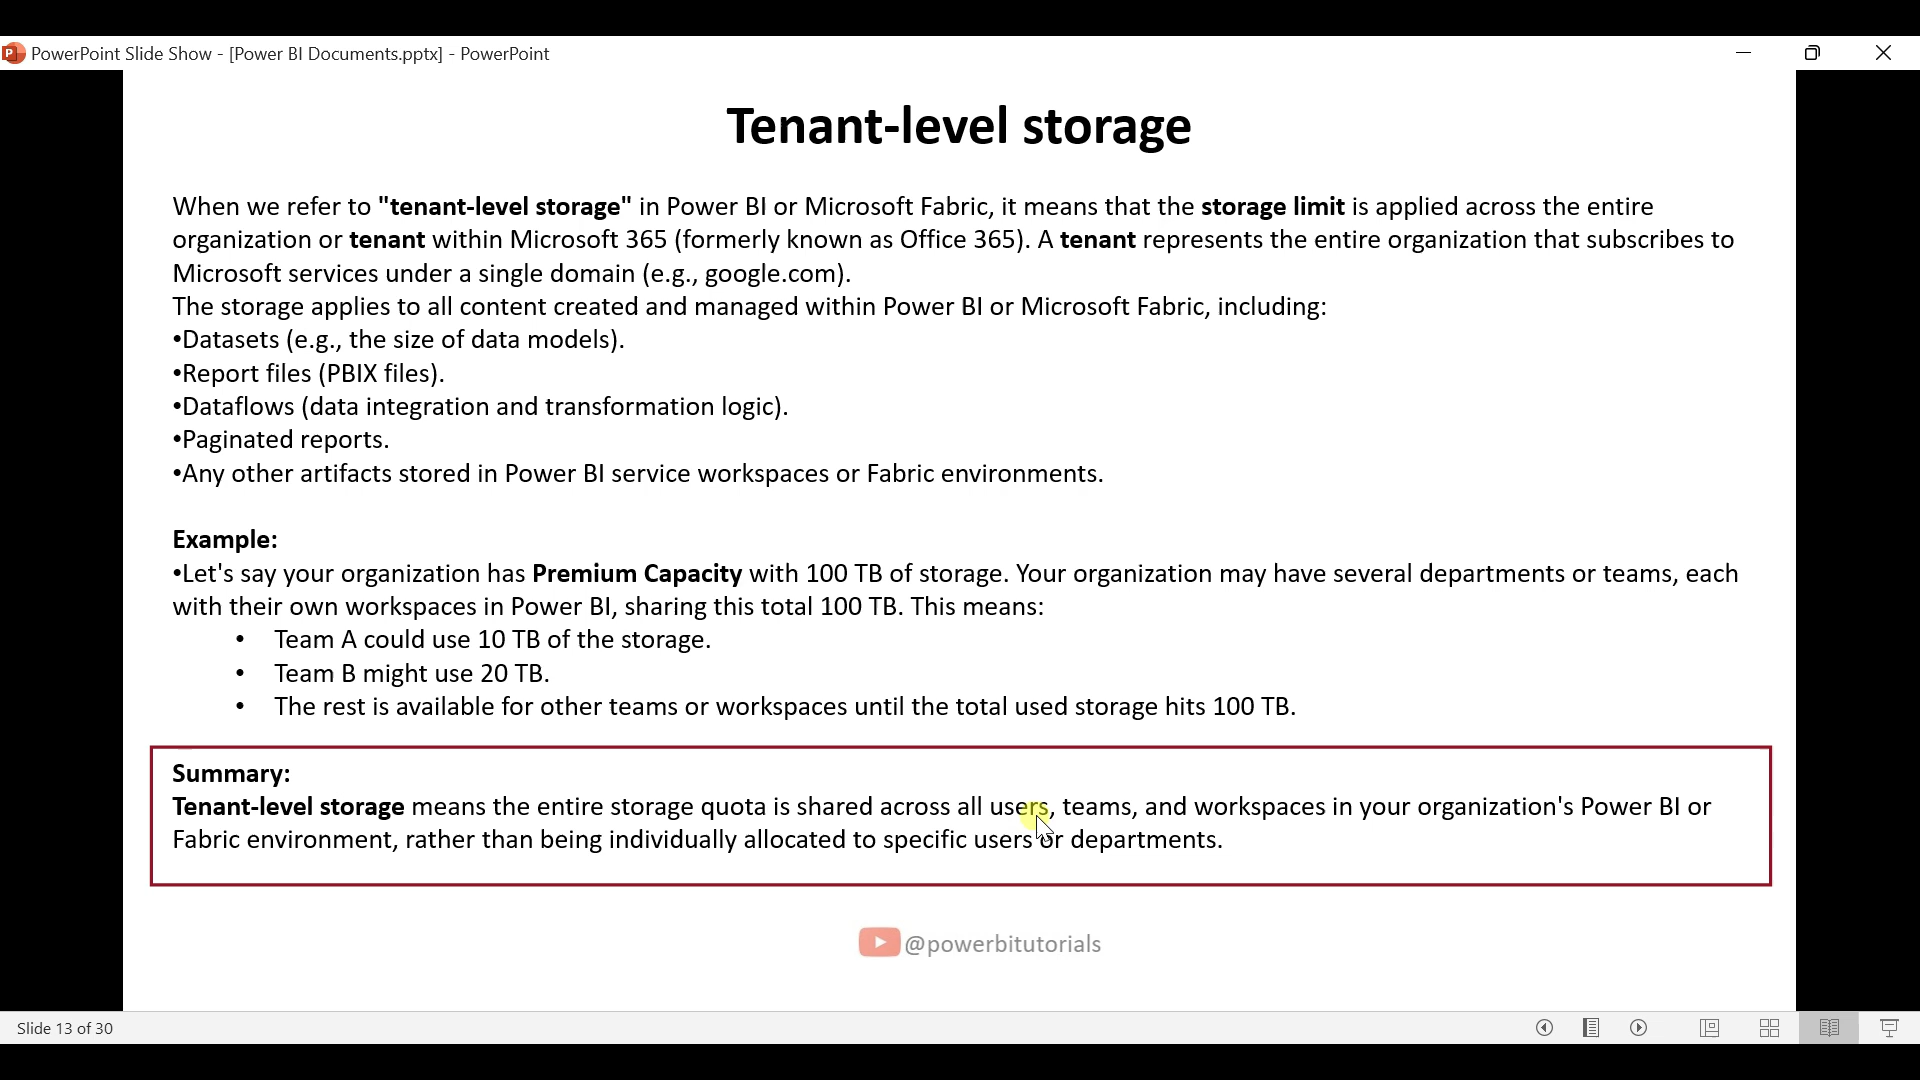 PowerPoint Slide Show - [Power BI Documents.pptx] - PowerPoint
Tenant-level storage
When we refer to "tenant-level storage" in Power BI or Microsoft Fabric, it means that the storage limit is applied across the entire
organization or tenant within Microsoft 365 (formerly known as Office 365). A tenant represents the entire organization that subscribes to
Microsoft services under a single domain (e.g., google.com).
The storage applies to all content created and managed within Power BI or Microsoft Fabric, including:
•Datasets (e.g., the size of data models).
•Report files (PBIX files).
•Dataflows (data integration and transformation logic).
•Paginated reports.
•Any other artifacts stored in Power BI service workspaces or Fabric environments.
Example:
•Let's say your organization has Premium Capacity with 100 TB of storage. Your organization may have several departments or teams, each
with their own workspaces in Power BI, sharing this total 100 TB. This means:
• Team A could use 10 TB of the storage.
• Team B might use 20 TB.
• The rest is available for other teams or workspaces until the total used storage hits 100 TB.
Summary:
Tenant-level storage means the entire storage quota is shared across all users, teams, and workspaces in your organization's Power BI or
Fabric environment, rather than being individually allocated to specific users or departments.
@powerbitutorials
Slide 13 of 30